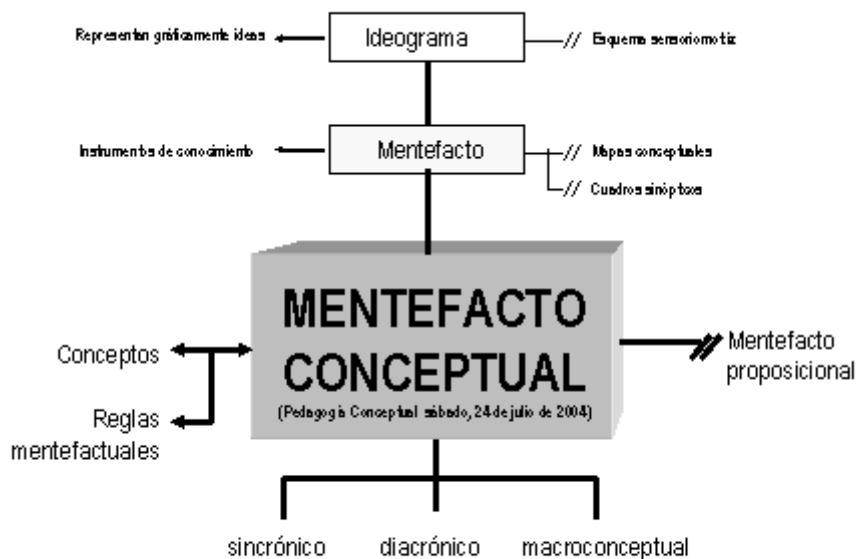 Ideograma
Representan gráficamente ideas
Esquema sensoriomotiz
Mentefacto
Instrumentos de conocimiento
Mapas conceptuales
Cuadros sinópticos
MENTEFACTO
CONCEPTUAL
(Pedagogía Conceptual sábado, 24 de julio de 2004)
Conceptos
Reglas
mentefactuales
Mentefacto
proposicional
sincrónico
diacrónico
macroconceptual